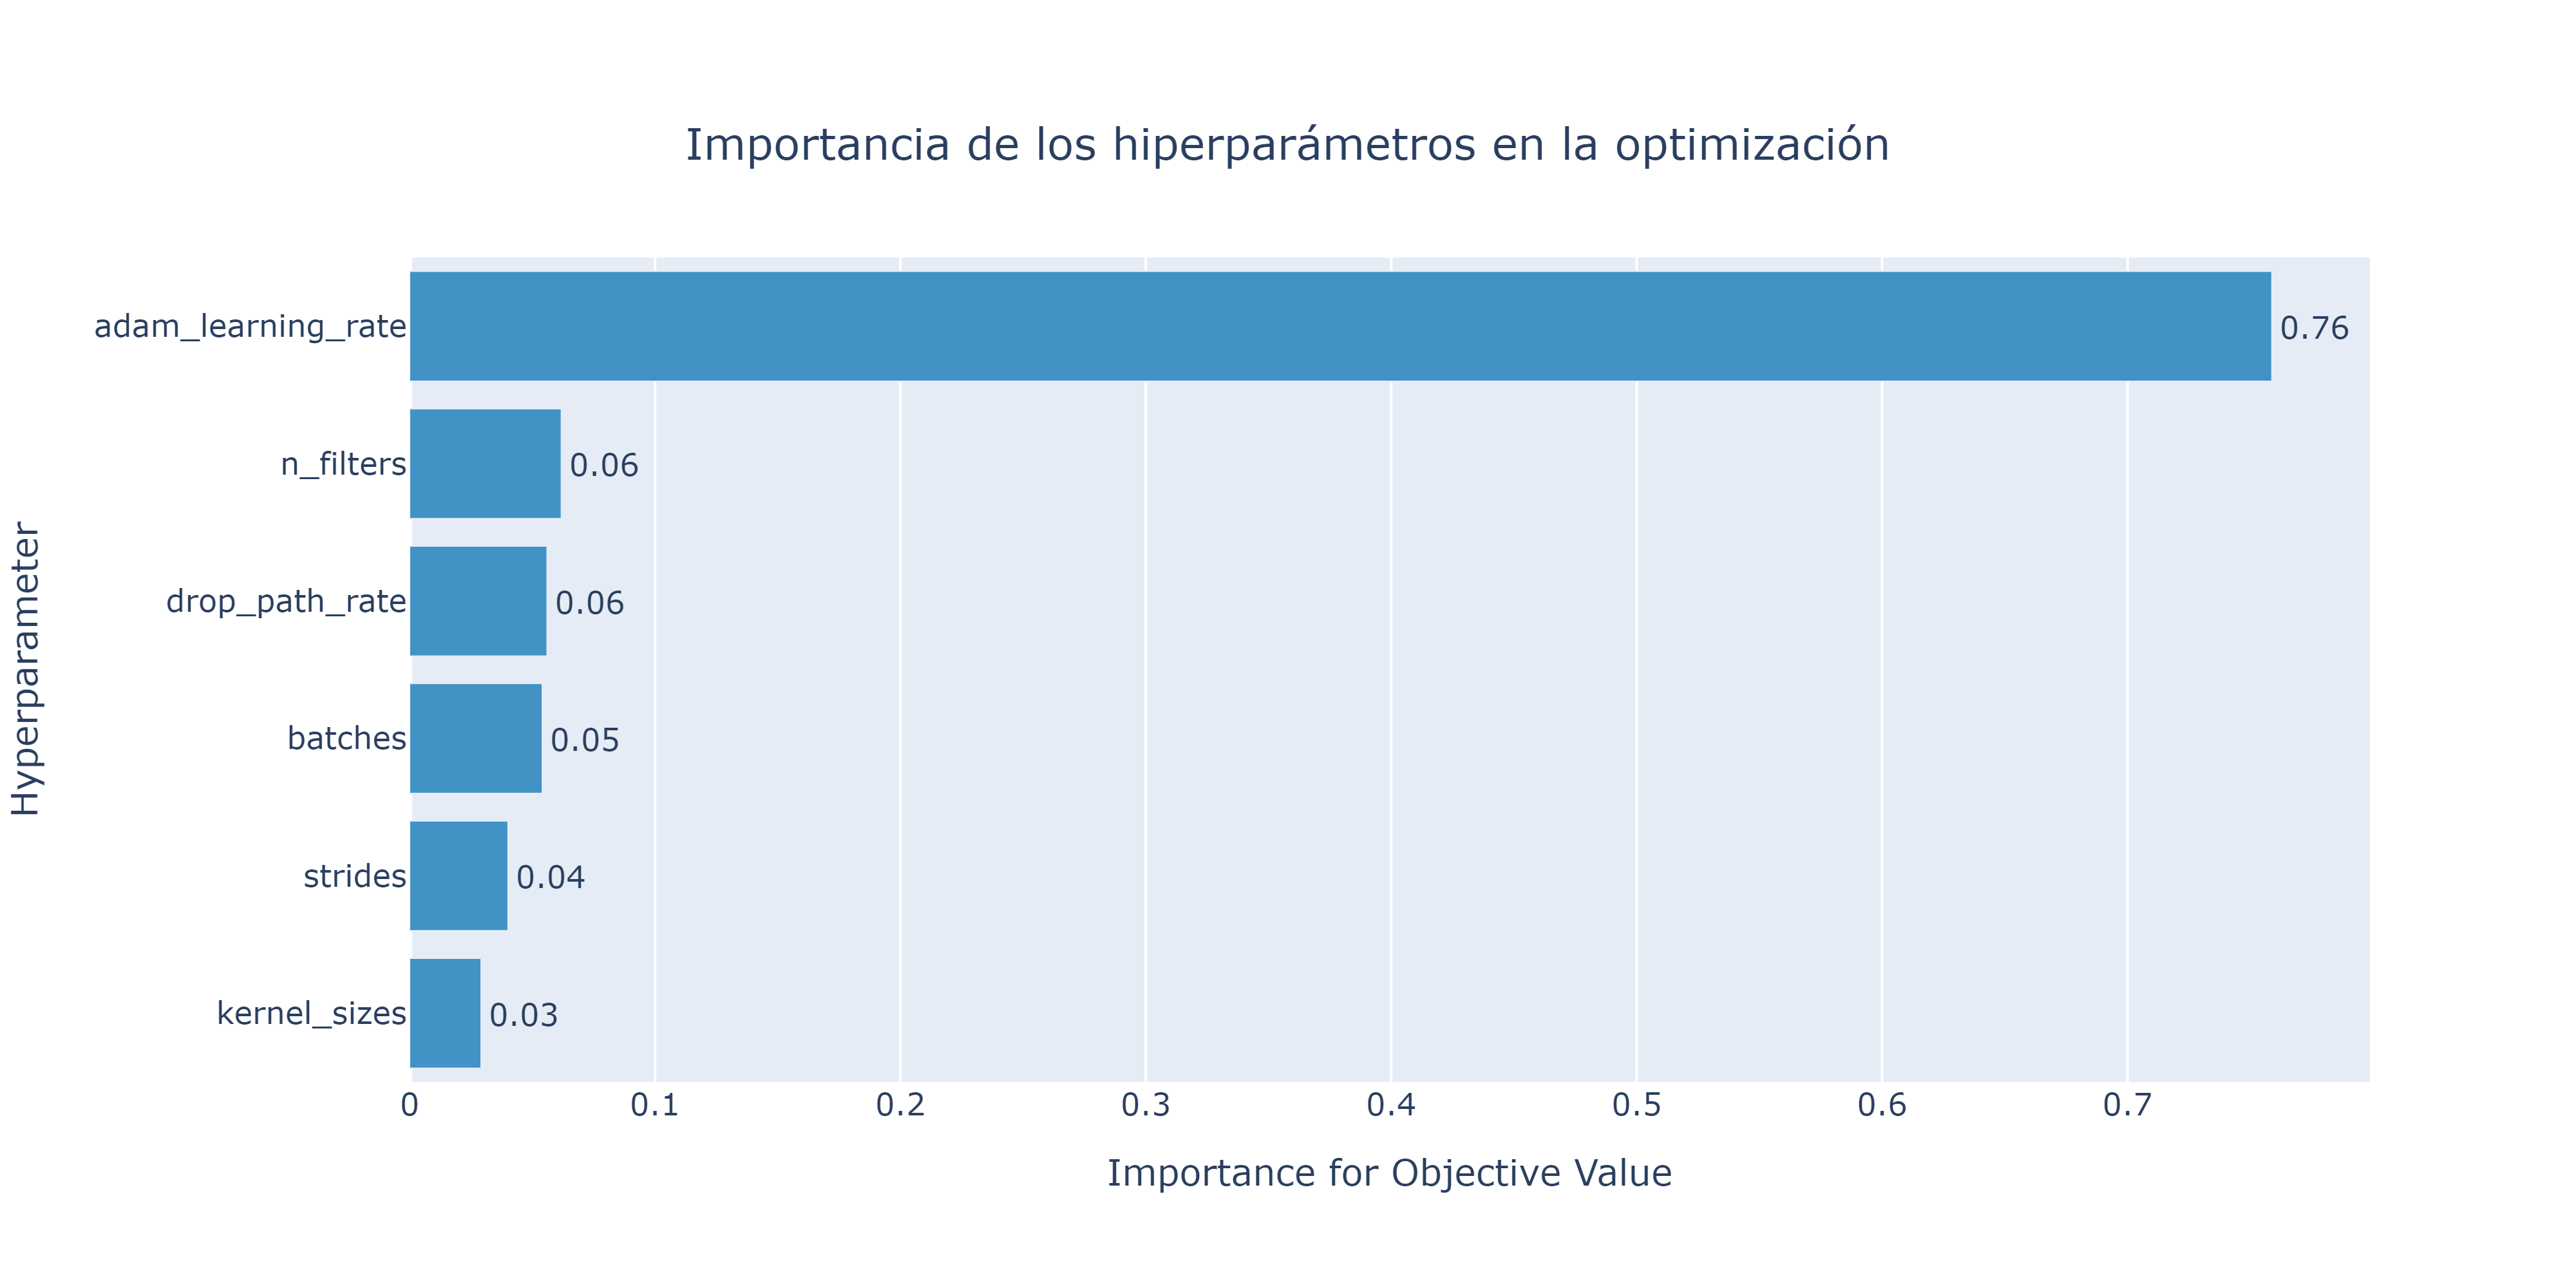 Importancia de los hiperparámetros en la optimización
Hyperparameter
adam_learning_rate
0.76
n_filters
0.06
drop_path_rate
0.06
batches
0.05
strides
0.04
kernel_sizes
0.03
0 0.1 0.2 0.3 0.4 0.5 0.6 0.7
Importance for Objective Value